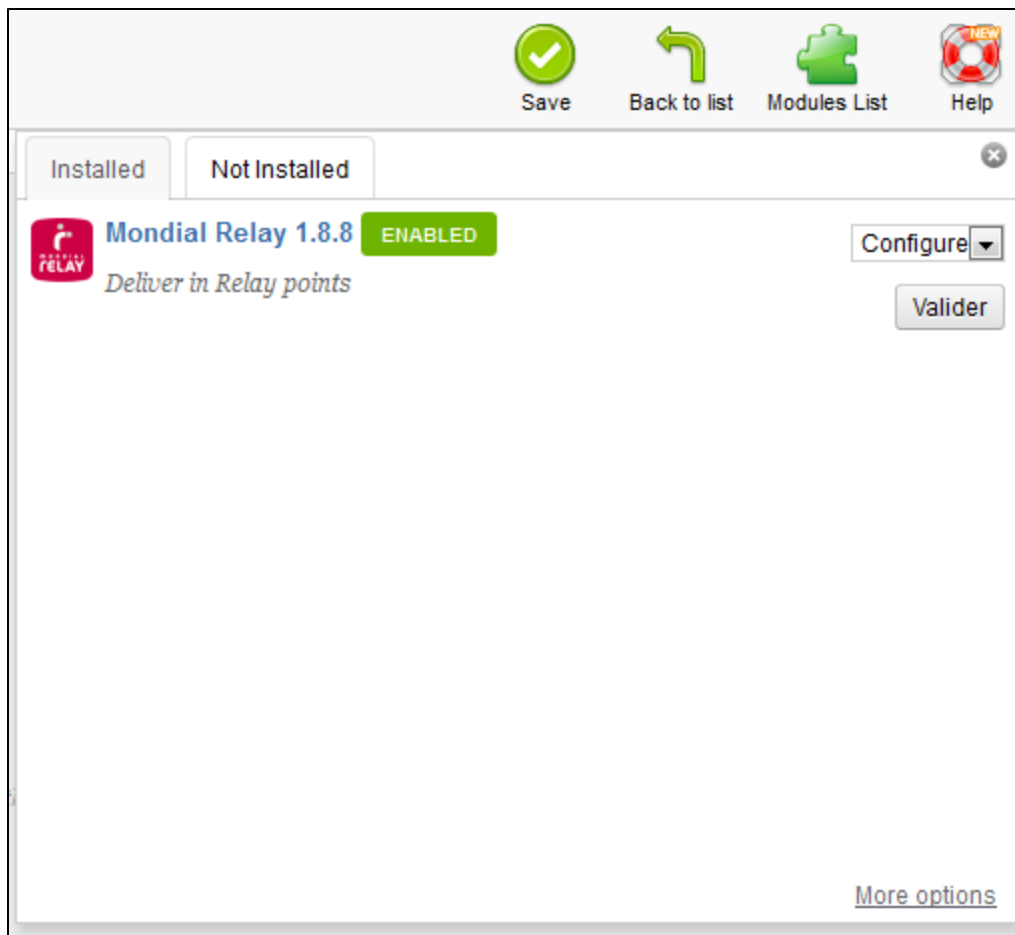 NEW
Save Back to list Modules List Help
Installed Not Installed
Mondial Relay 1.8.8 ENABLED Configure
MONDIAL
RELAY
Deliver in Relay points
Valider
More options